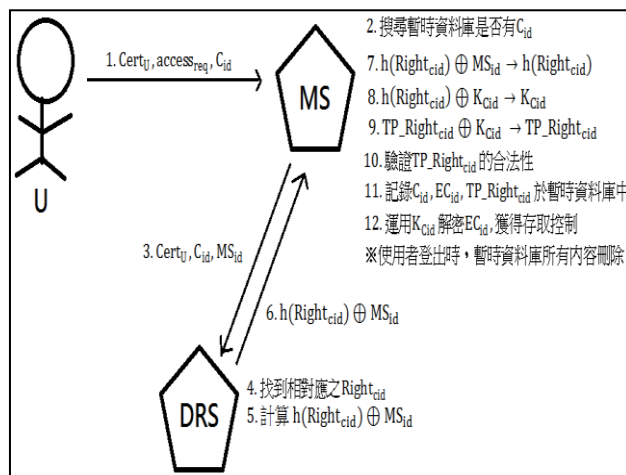 1. Cert_U, access_req, C_id
MS
U
2. 搜尋暫時資料庫是否有C_id
7. h(Right_cid) ⊕ MS_id → h(Right_cid)
8. h(Right_cid) ⊕ K_Cid → K_Cid
9. TP_Right_cid ⊕ K_Cid → TP_Right_cid
10. 驗證TP_Right_cid 的合法性
11. 記錄C_id, EC_id, TP_Right_cid 於暫時資料庫中
12. 運用K_Cid 解密EC_id, 獲得存取控制
※使用者登出時，暫時資料庫所有內容刪除
3. Cert_U, C_id, MS_id
6. h(Right_cid) ⊕ MS_id
DRS
4. 找到相對應之Right_cid
5. 計算 h(Right_cid) ⊕ MS_id